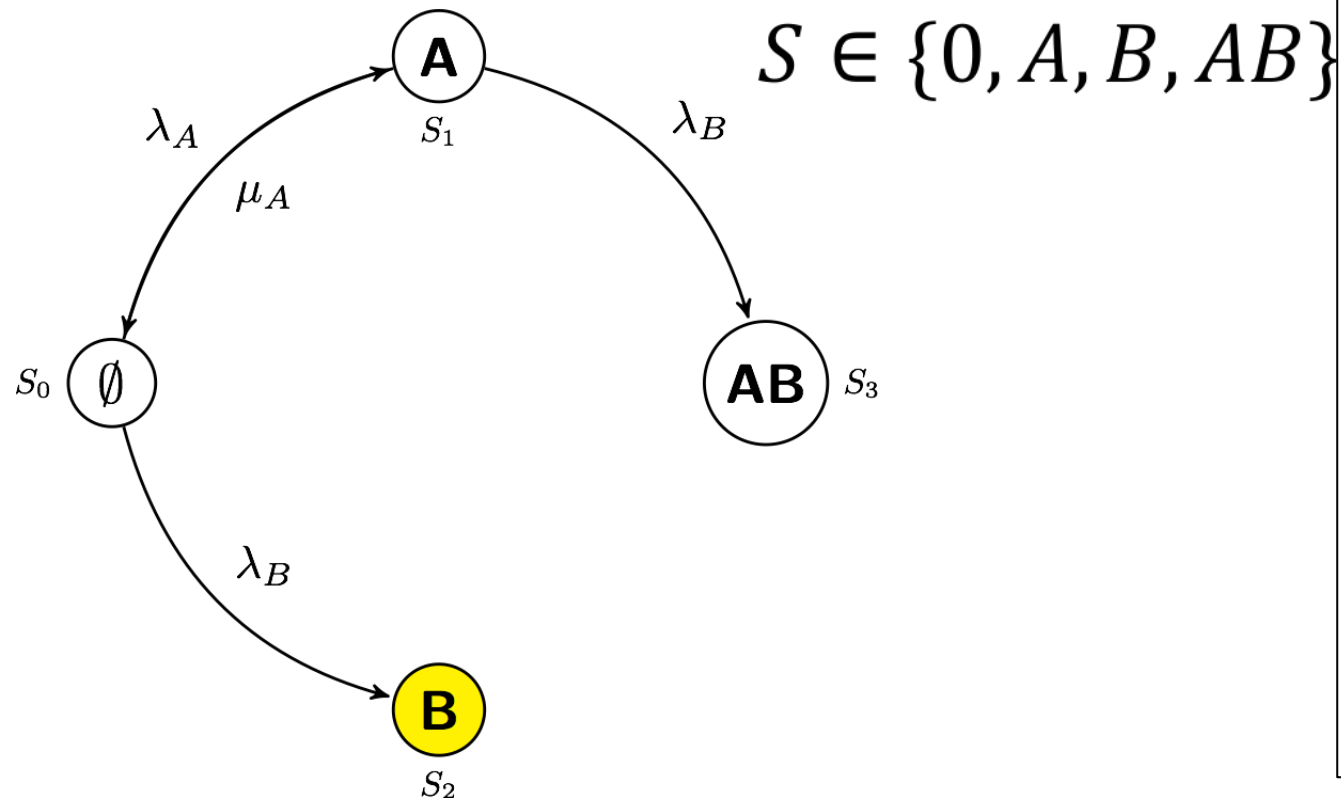 A
S ∈ {0, A, B, AB}
λ_A
S_1
λ_B
μ_A
S_0
∅
AB
S_3
λ_B
B
S_2